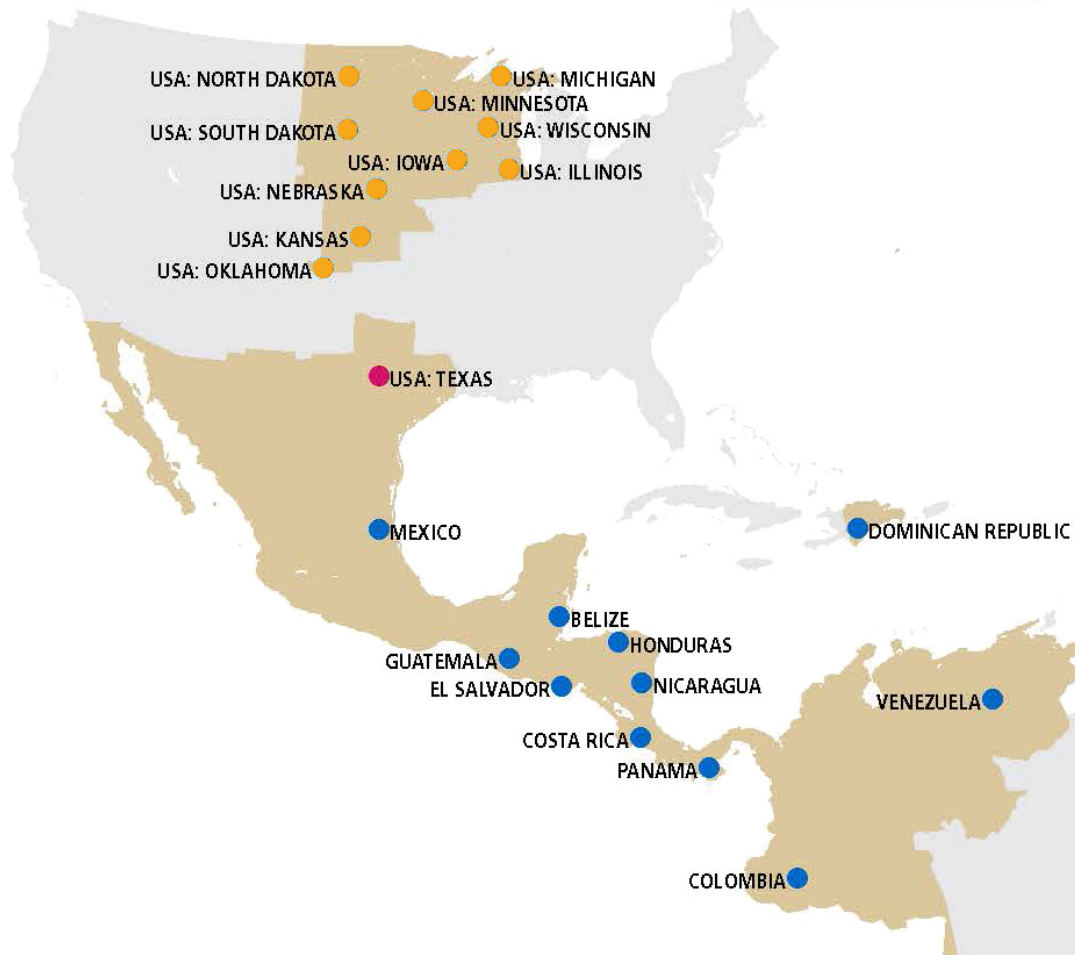 USA: NORTH DAKOTA
USA: MICHIGAN
USA: MINNESOTA
USA: SOUTH DAKOTA
USA: WISCONSIN
USA: IOWA
USA: ILLINOIS
USA: NEBRASKA
USA: KANSAS
USA: OKLAHOMA
USA: TEXAS
MEXICO
DOMINICAN REPUBLIC
BELIZE
HONDURAS
GUATEMALA
EL SALVADOR
NICARAGUA
VENEZUELA
COSTA RICA
PANAMA
COLOMBIA